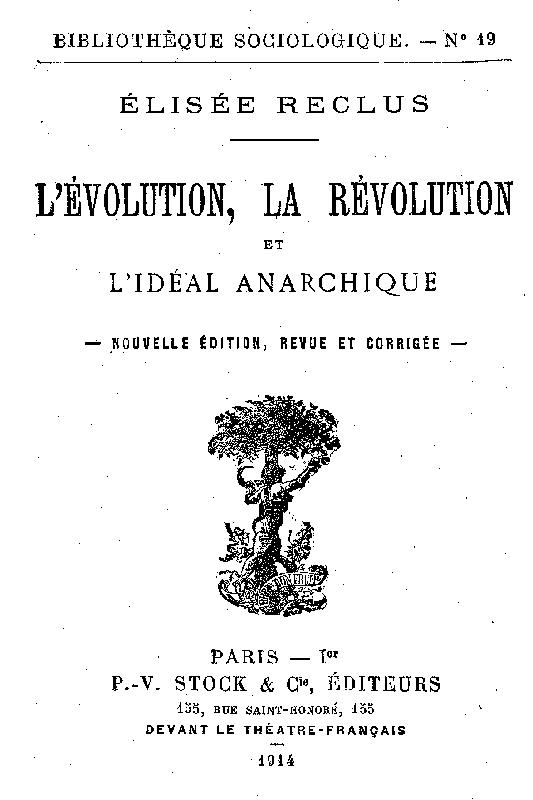 BIBLIOTHÈQUE SOCIOLOGIQUE. — N° 19
ÉLISÉE RECLUS
L'ÉVOLUTION, LA RÉVOLUTION
ET
L'IDÉAL ANARCHIQUE
— NOUVELLE ÉDITION, REVUE ET CORRIGÉE —
PARIS — Ier
P.-V. STOCK & Cie, ÉDITEURS
155, RUE SAINT-HONORÉ, 155
DEVANT LE THÉATRE-FRANÇAIS
1914